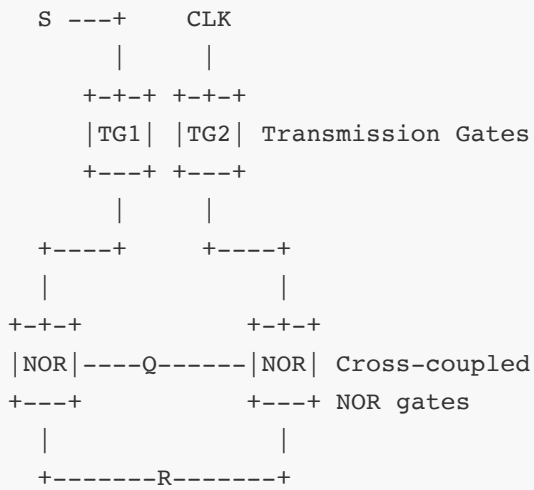 S ---+    CLK
|      |
+-+-+ +-+-+
|TG1| |TG2| Transmission Gates
+---+ +---+
|      |
+----+     +----+
|                |
+-+-+          +-+-+
|NOR|----Q------|NOR| Cross-coupled
+---+          +---+ NOR gates
|                |
+-------R-------+